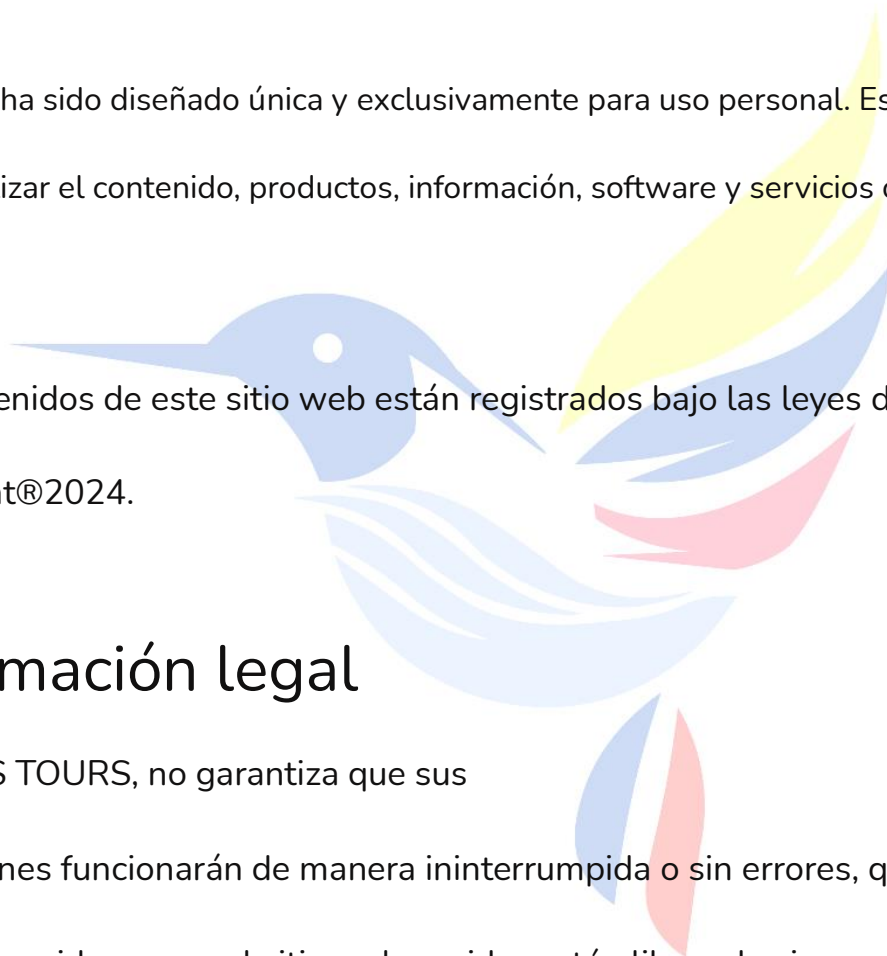 ha sido diseñado única y exclusivamente para uso personal. Es
izar el contenido, productos, información, software y servicios
enidos de este sitio web están registrados bajo las leyes d
t®2024.
mación legal
S TOURS, no garantiza que sus
nes funcionarán de manera ininterrumpida o sin errores, q